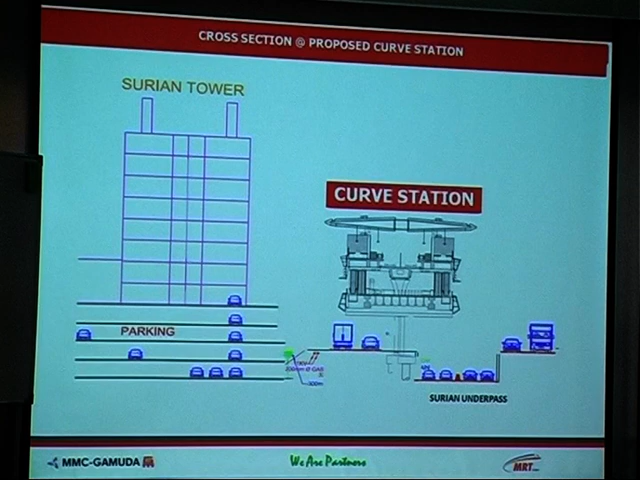 CROSS SECTION @ PROPOSED CURVE STATION
SURIAN TOWER
CURVE STATION
PARKING
SURIAN UNDERPASS
MMC-GAMUDA
We Are Partners
MRT